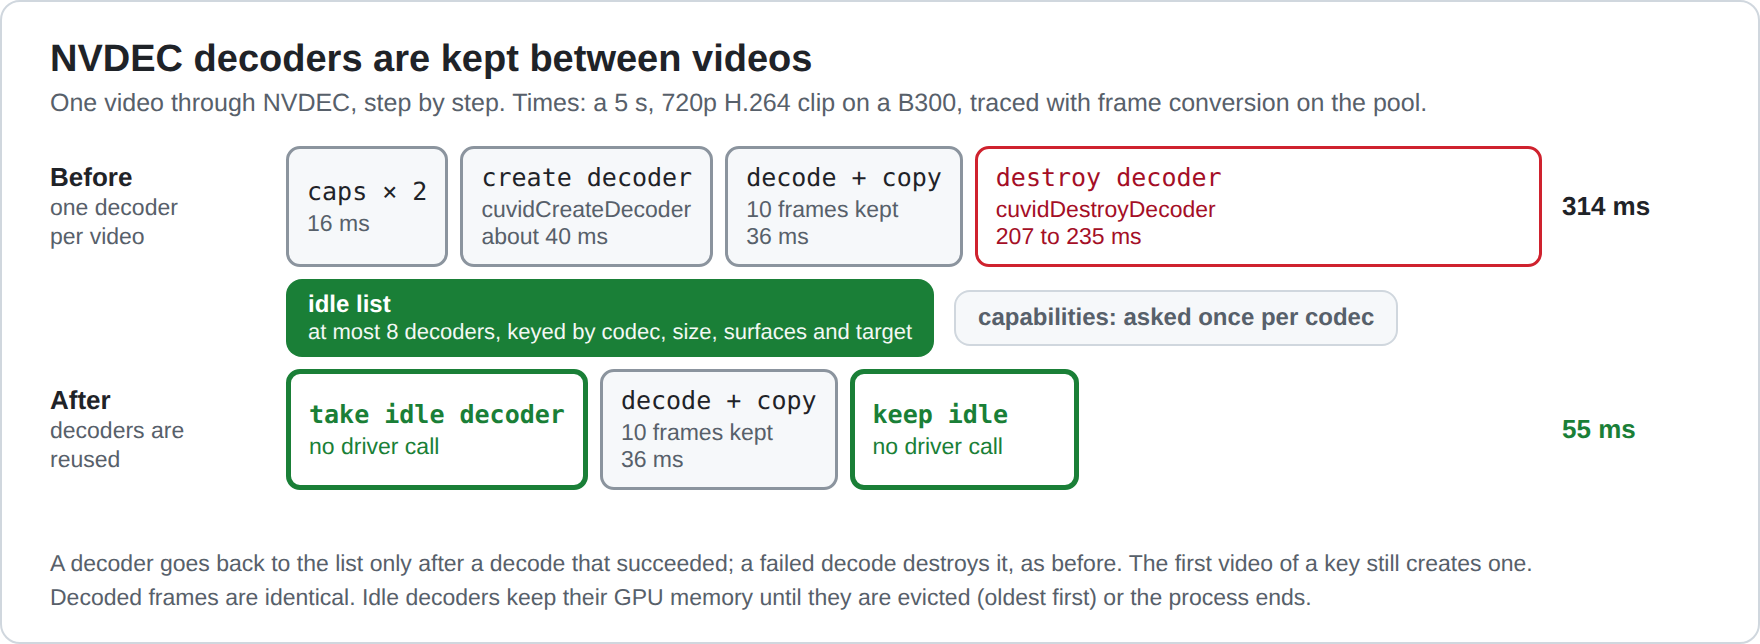 NVDEC decoders are kept between videos
One video through NVDEC, step by step. Times: a 5 s, 720p H.264 clip on a B300, traced with frame conversion on the pool.
Before
one decoder
per video
caps × 2
16 ms
create decoder
cuvidCreateDecoder
about 40 ms
decode + copy
10 frames kept
36 ms
destroy decoder
cuvidDestroyDecoder
207 to 235 ms
314 ms
idle list
at most 8 decoders, keyed by codec, size, surfaces and target
capabilities: asked once per codec
After
decoders are
reused
take idle decoder
no driver call
decode + copy
10 frames kept
36 ms
keep idle
no driver call
55 ms
A decoder goes back to the list only after a decode that succeeded; a failed decode destroys it, as before. The first video of a key still creates one.
Decoded frames are identical. Idle decoders keep their GPU memory until they are evicted (oldest first) or the process ends.